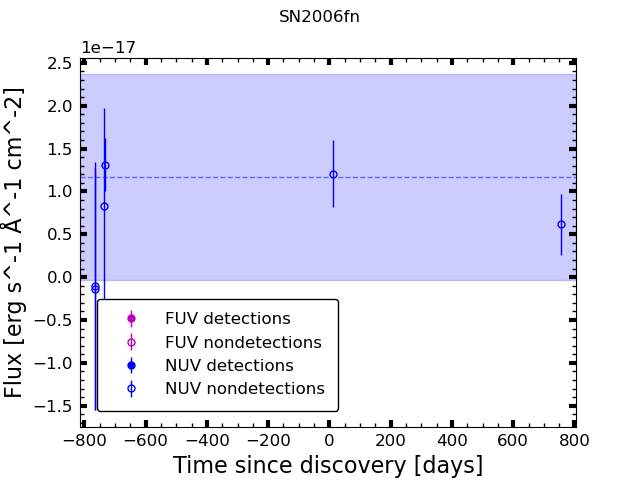 SN2006fn
1e−17
2.5
2.0
1.5
1.0
0.5
0.0
−0.5
−1.0
−1.5
Flux [erg s^-1 Å^-1 cm^-2]
FUV detections
FUV nondetections
NUV detections
NUV nondetections
−800 −600 −400 −200 0 200 400 600 800
Time since discovery [days]